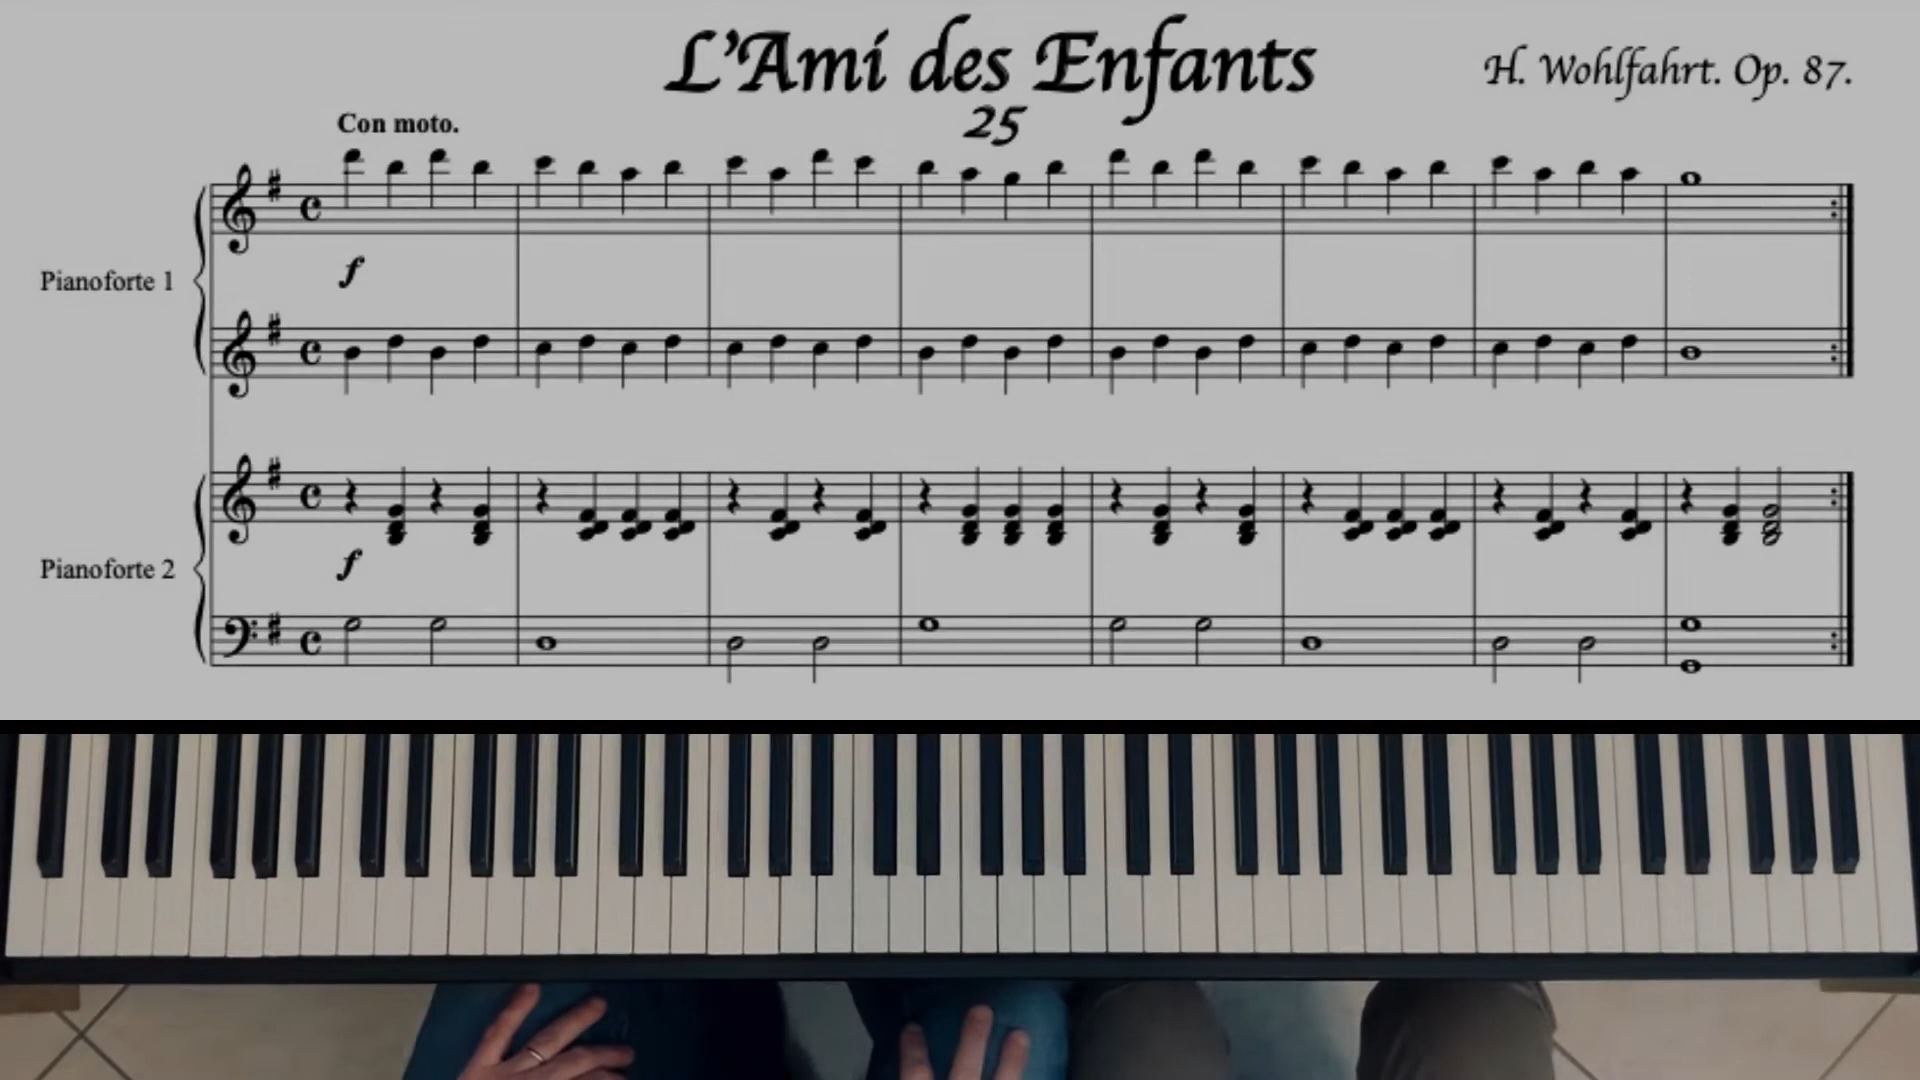 L'Ami des Enfants
H. Wohlfahrt. Op. 87.
25
Con moto.
f
Pianoforte 1
f
Pianoforte 2